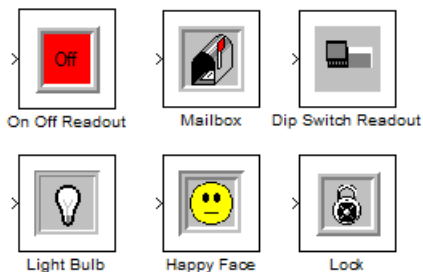 Off
On Off Readout
Mailbox
Dip Switch Readout
Light Bulb
Happy Face
Lock